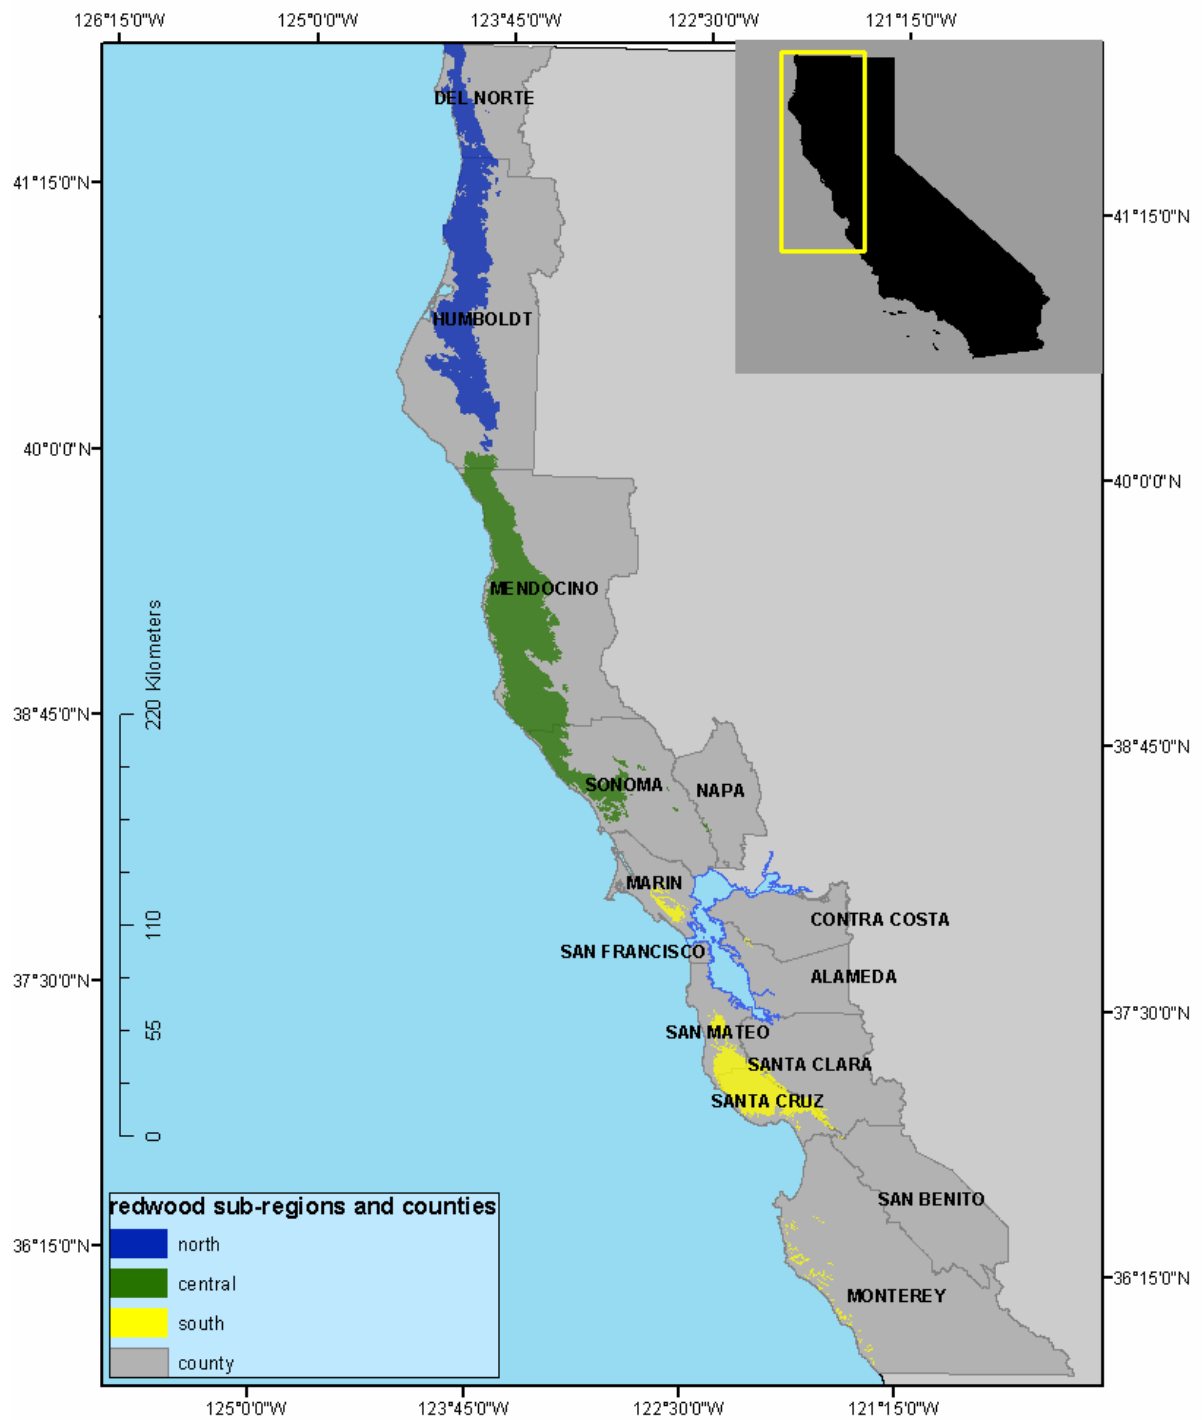 126°15'0"W 125°0'0"W 123°45'0"W 122°30'0"W 121°15'0"W
DEL NORTE
41°15'0"N
41°15'0"N
HUMBOLDT
40°0'0"N
40°0'0"N
MENDOCINO
220 Kilometers
38°45'0"N
38°45'0"N
SONOMA
NAPA
MARIN
CONTRA COSTA
110
SAN FRANCISCO
37°30'0"N
ALAMEDA
37°30'0"N
55
SAN MATEO
SANTA CLARA
SANTA CRUZ
0
redwood sub-regions and counties
north
central
south
county
SAN BENITO
36°15'0"N
36°15'0"N
MONTEREY
125°0'0"W 123°45'0"W 122°30'0"W 121°15'0"W